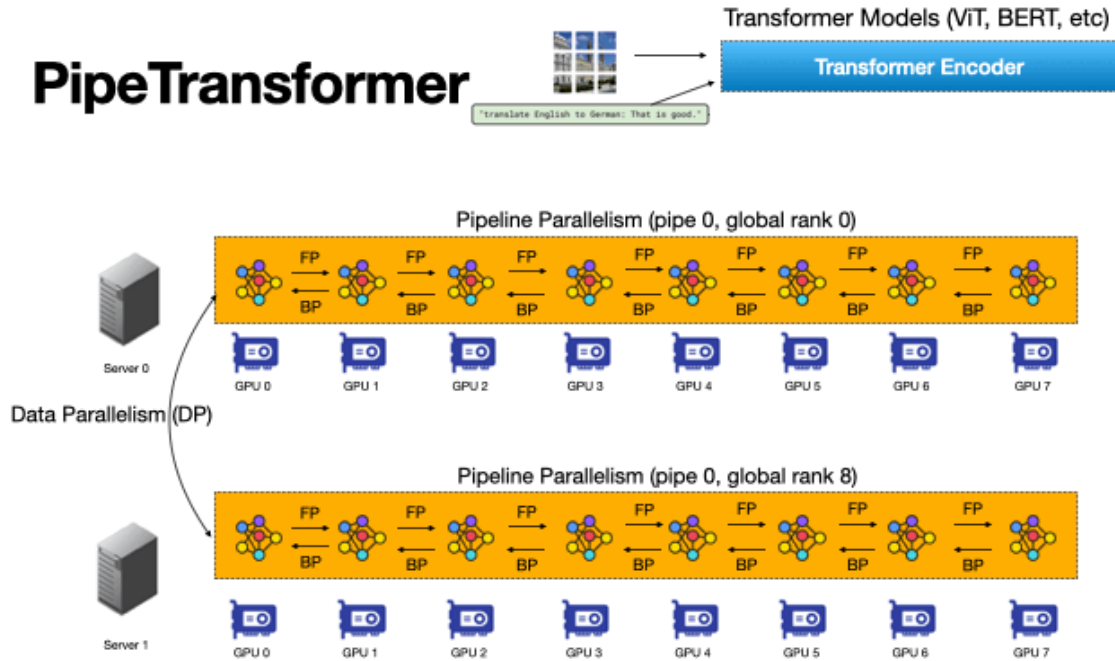 Transformer Models (ViT, BERT, etc)
PipeTransformer
Transformer Encoder
"translate English to German: That is good."
Pipeline Parallelism (pipe 0, global rank 0)
FP FP FP FP FP FP FP
BP BP BP BP BP BP BP
Server 0
GPU 0 GPU 1 GPU 2 GPU 3 GPU 4 GPU 5 GPU 6 GPU 7
Data Parallelism (DP)
Pipeline Parallelism (pipe 0, global rank 8)
FP FP FP FP FP FP FP
BP BP BP BP BP BP BP
Server 1
GPU 0 GPU 1 GPU 2 GPU 3 GPU 4 GPU 5 GPU 6 GPU 7